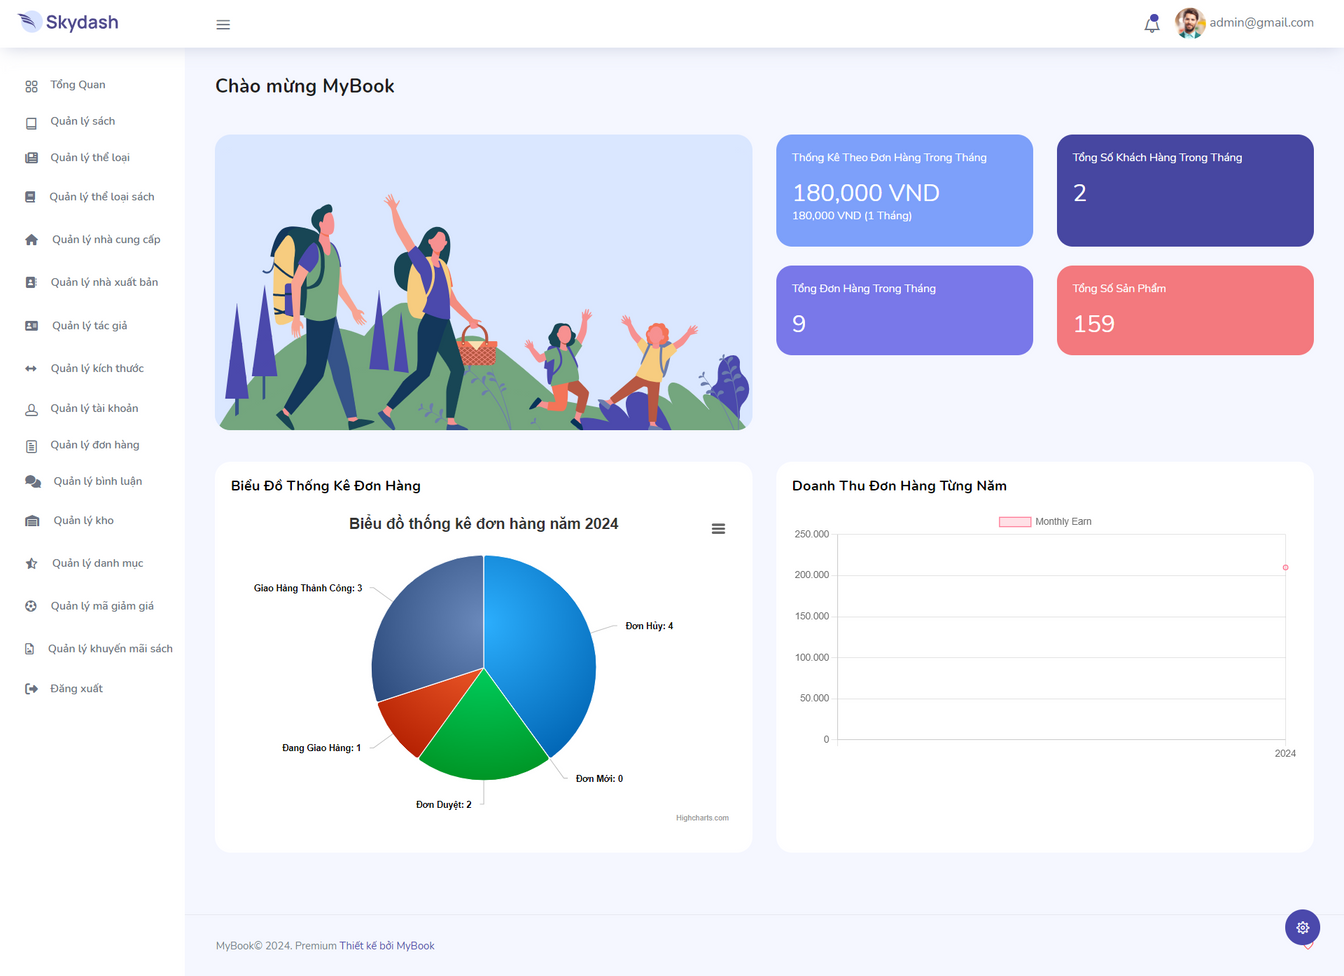 Skydash
admin@gmail.com
Tổng Quan
Quản lý sách
Quản lý thể loại
Quản lý thể loại sách
Quản lý nhà cung cấp
Quản lý nhà xuất bản
Quản lý tác giả
Quản lý kích thước
Quản lý tài khoản
Quản lý đơn hàng
Quản lý bình luận
Quản lý kho
Quản lý danh mục
Quản lý mã giảm giá
Quản lý khuyến mãi sách
Đăng xuất
Chào mừng MyBook
Thống Kê Theo Đơn Hàng Trong Tháng
180,000 VND
180,000 VND (1 Tháng)
Tổng Số Khách Hàng Trong Tháng
2
Tổng Đơn Hàng Trong Tháng
9
Tổng Số Sản Phẩm
159
Biểu Đồ Thống Kê Đơn Hàng
Biểu đồ thống kê đơn hàng năm 2024
Giao Hàng Thành Công: 3
Đơn Hủy: 4
Đang Giao Hàng: 1
Đơn Mới: 0
Đơn Duyệt: 2
Highcharts.com
Doanh Thu Đơn Hàng Từng Năm
Monthly Earn
250.000
200.000
150.000
100.000
50.000
0
2024
MyBook© 2024. Premium Thiết kế bởi MyBook